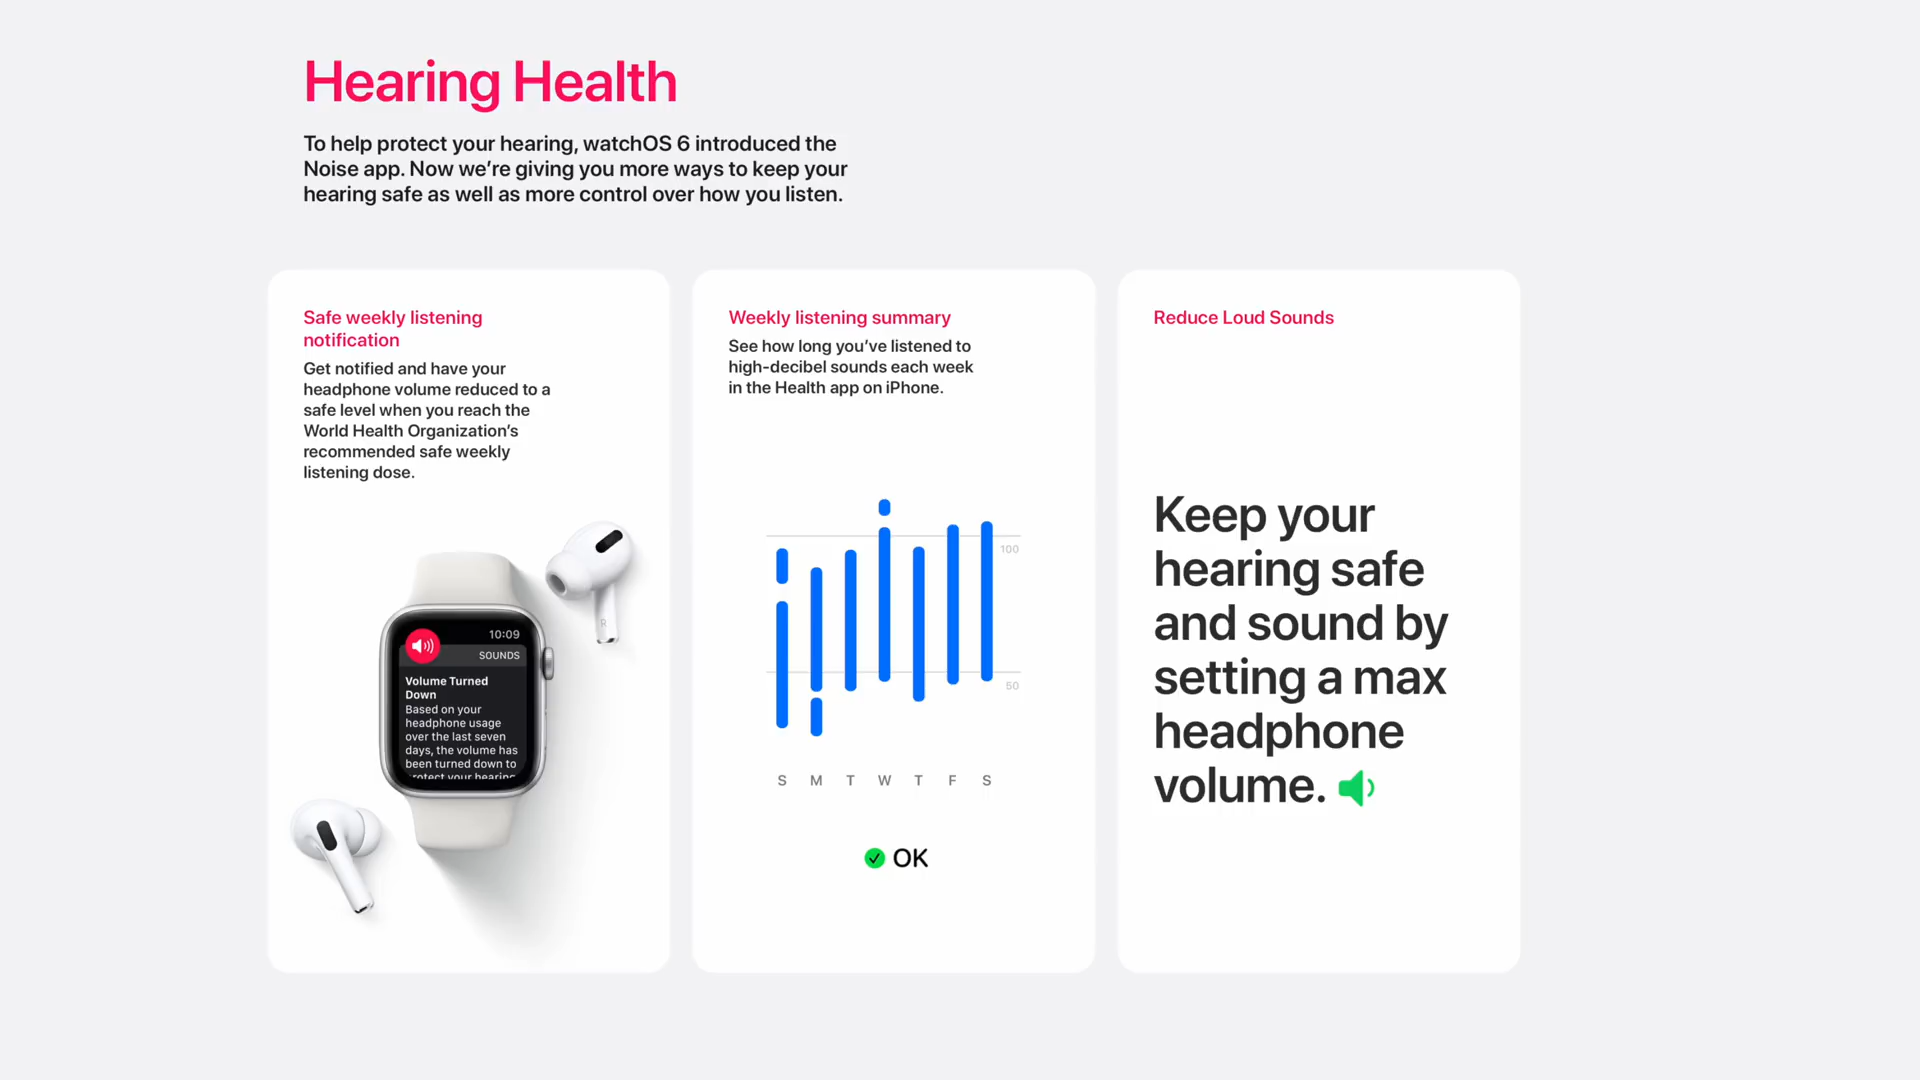 Hearing Health
To help protect your hearing, watchOS 6 introduced the
Noise app. Now we’re giving you more ways to keep your
hearing safe as well as more control over how you listen.
Safe weekly listening
notification
Get notified and have your
headphone volume reduced to a
safe level when you reach the
World Health Organization’s
recommended safe weekly
listening dose.
10:09
SOUNDS
Volume Turned
Down
Based on your
headphone usage
over the last seven
days, the volume has
been turned down to
protect your hearing
R
Weekly listening summary
See how long you’ve listened to
high-decibel sounds each week
in the Health app on iPhone.
100
50
S M T W T F S
OK
Reduce Loud Sounds
Keep your
hearing safe
and sound by
setting a max
headphone
volume.